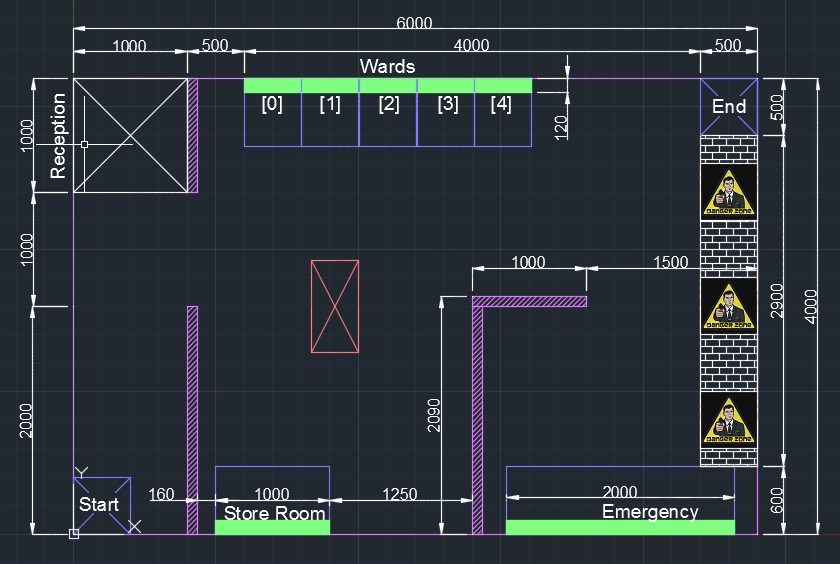 6000
1000
500
4000
500
Wards
[0]
[1]
[2]
[3]
[4]
End
Reception
1000
120
500
DANGER ZONE
1000
1000
1500
2900
4000
DANGER ZONE
2000
2090
DANGER ZONE
Y
Start
X
160
1000
1250
2000
600
Store Room
Emergency